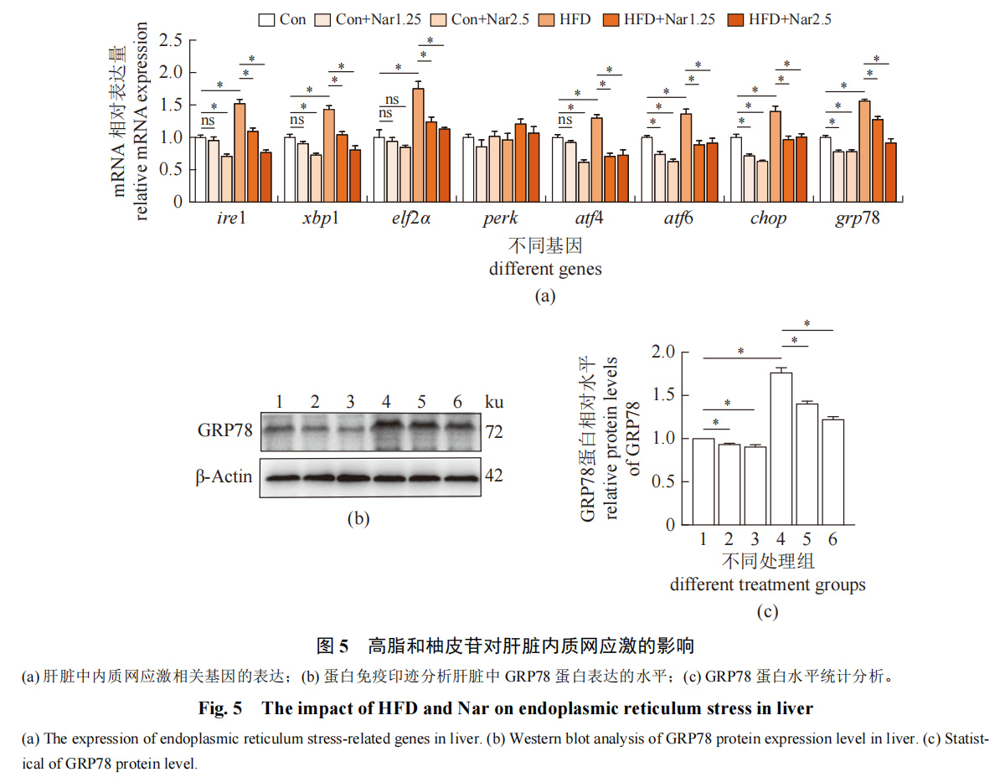 Con Con+Nar1.25 Con+Nar2.5 HFD HFD+Nar1.25 HFD+Nar2.5
mRNA 相对表达量
relative mRNA expression
2.5
2.0
1.5
1.0
0.5
0
ns * * * *
ns * * * *
ns ns * * *
ns * * * *
* * * * *
* * * * *
* * * * *
ire1 xbp1 elf2α perk atf4 atf6 chop grp78
不同基因
different genes
(a)
1 2 3 4 5 6 ku
GRP78 72
β-Actin 42
(b)
GRP78蛋白相对水平
relative protein levels
of GRP78
2.0
1.5
1.0
0.5
0
* * * * *
1 2 3 4 5 6
不同处理组
different treatment groups
(c)
图 5 高脂和柚皮苷对肝脏内质网应激的影响
(a) 肝脏中内质网应激相关基因的表达；(b) 蛋白免疫印迹分析肝脏中 GRP78 蛋白表达的水平；(c) GRP78 蛋白水平统计分析。
Fig. 5 The impact of HFD and Nar on endoplasmic reticulum stress in liver
(a) The expression of endoplasmic reticulum stress-related genes in liver. (b) Western blot analysis of GRP78 protein expression level in liver. (c) Statist-
ical of GRP78 protein level.